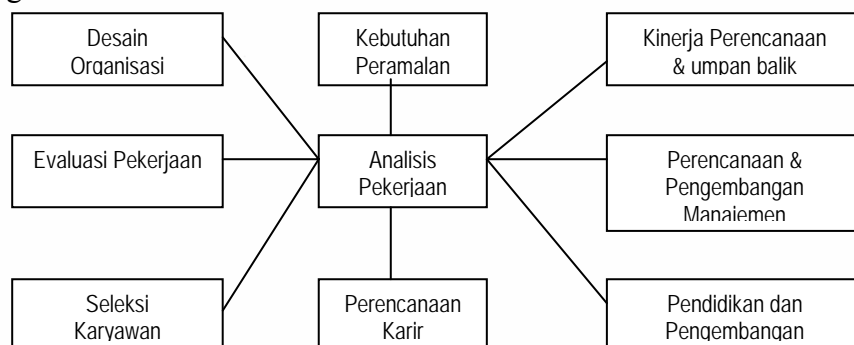 g
Desain
Organisasi
Kebutuhan
Peramalan
Kinerja Perencanaan
& umpan balik
Evaluasi Pekerjaan
Analisis
Pekerjaan
Perencanaan &
Pengembangan
Manajemen
Seleksi
Karyawan
Perencanaan
Karir
Pendidikan dan
Pengembangan